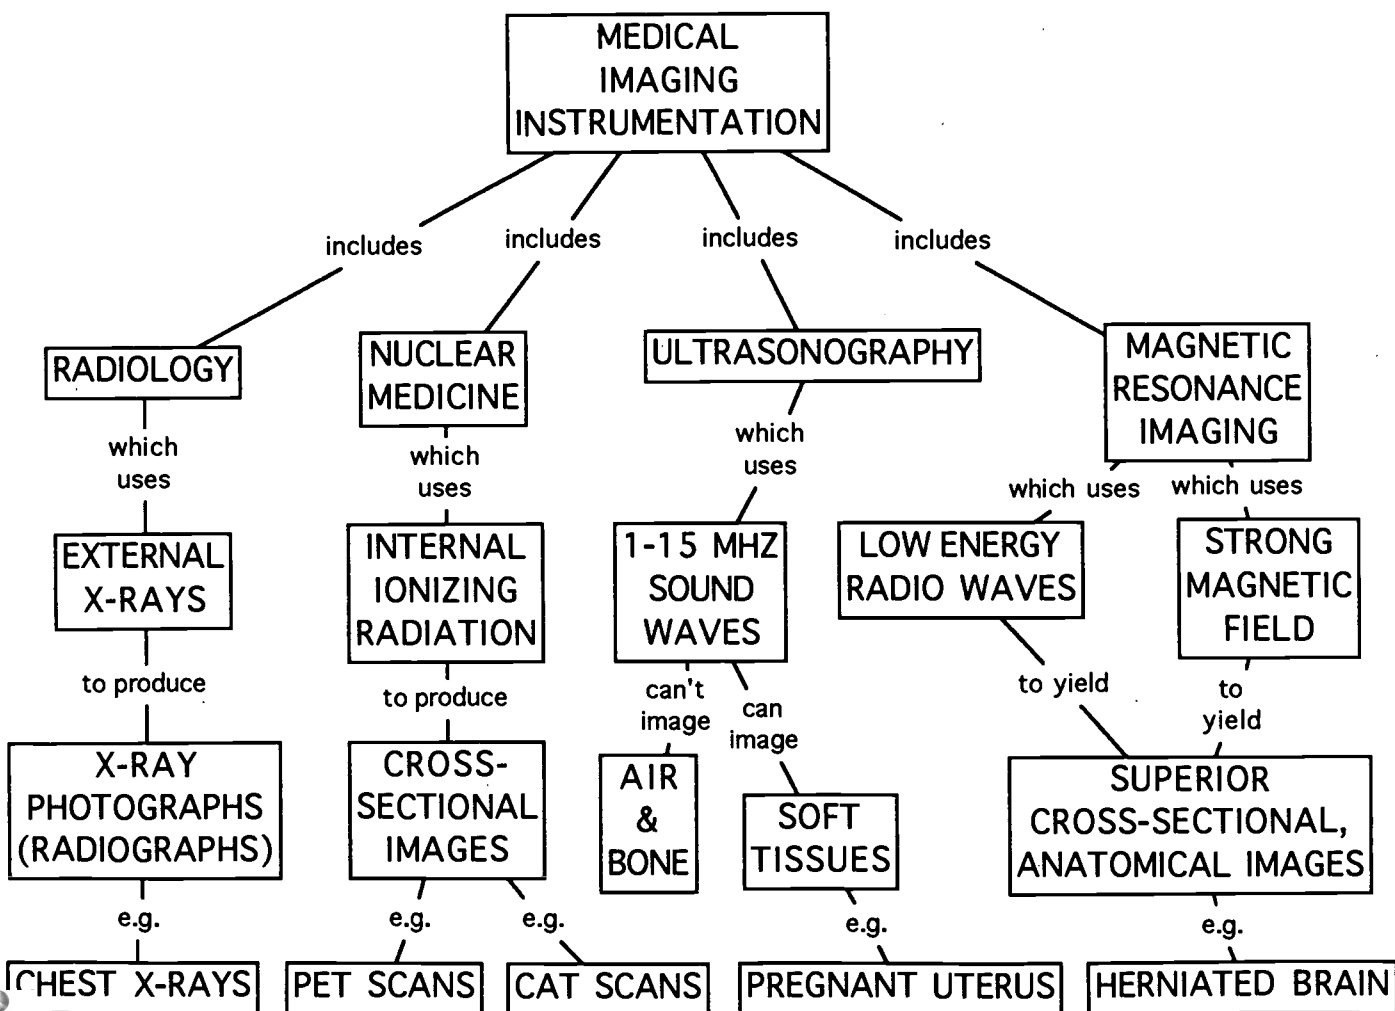 MEDICAL
IMAGING
INSTRUMENTATION
includes
includes
includes
includes
RADIOLOGY
NUCLEAR
MEDICINE
ULTRASONOGRAPHY
MAGNETIC
RESONANCE
IMAGING
which
uses
which
uses
which
uses
which uses
which uses
EXTERNAL
X-RAYS
INTERNAL
IONIZING
RADIATION
1-15 MHZ
SOUND
WAVES
LOW ENERGY
RADIO WAVES
STRONG
MAGNETIC
FIELD
to produce
to produce
can't
image
can
image
to yield
to
yield
X-RAY
PHOTOGRAPHS
(RADIOGRAPHS)
CROSS-
SECTIONAL
IMAGES
AIR
&
BONE
SOFT
TISSUES
SUPERIOR
CROSS-SECTIONAL,
ANATOMICAL IMAGES
e.g.
e.g.
e.g.
e.g.
e.g.
CHEST X-RAYS
PET SCANS
CAT SCANS
PREGNANT UTERUS
HERNIATED BRAIN